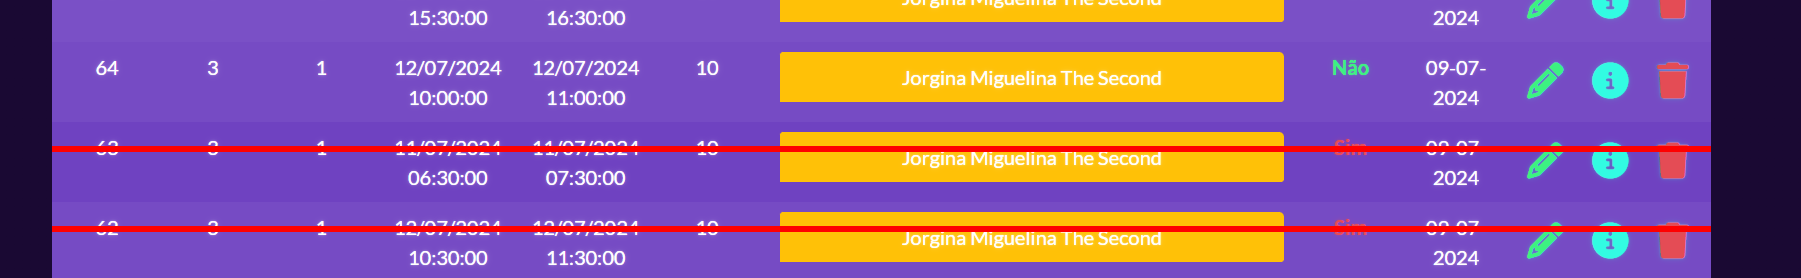 15:30:00 16:30:00 Jorgina Miguelina The Second 2024
64 3 1 12/07/2024 12/07/2024 10 Jorgina Miguelina The Second Não 09-07-
10:00:00 11:00:00 2024
63 3 1 11/07/2024 11/07/2024 10 Jorgina Miguelina The Second Sim 09-07-
06:30:00 07:30:00 2024
62 3 1 12/07/2024 12/07/2024 10 Jorgina Miguelina The Second Sim 09-07-
10:30:00 11:30:00 2024